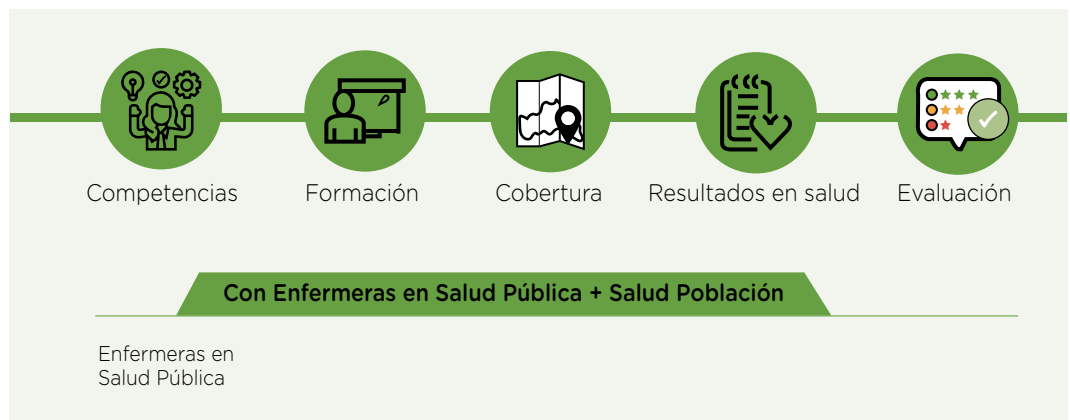 Competencias
Formación
Cobertura
Resultados en salud
Evaluación
Con Enfermeras en Salud Pública + Salud Población
Enfermeras en
Salud Pública